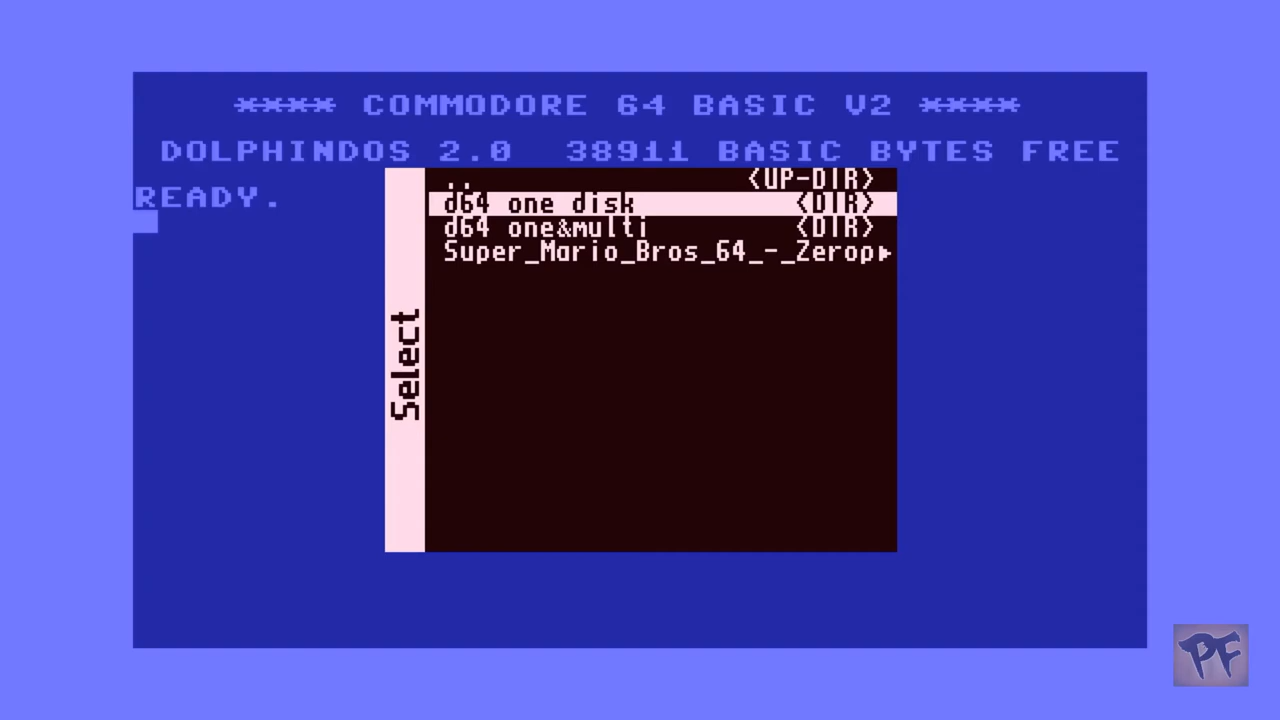 **** COMMODORE 64 BASIC V2 ****
DOLPHINDOS 2.0  38911 BASIC BYTES FREE
READY.
Select
.. <UP-DIR>
d64 one disk <DIR>
d64 one&multi <DIR>
Super_Mario_Bros_64_-_Zerop
PF